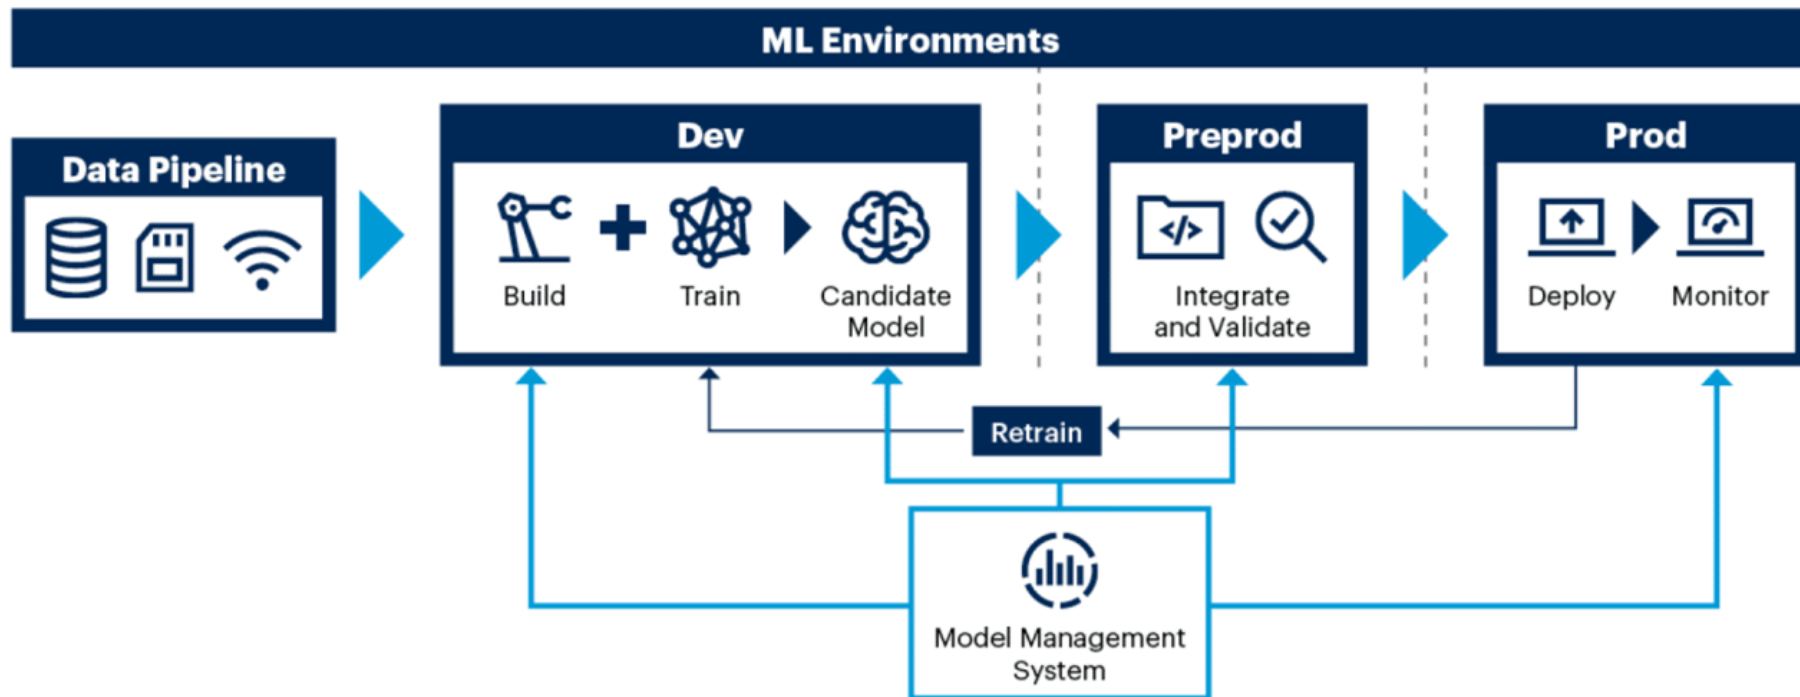 ML Environments
Data Pipeline
Dev
Build
Train
Candidate
Model
Preprod
</>
Integrate
and Validate
Prod
Deploy
Monitor
Retrain
Model Management
System